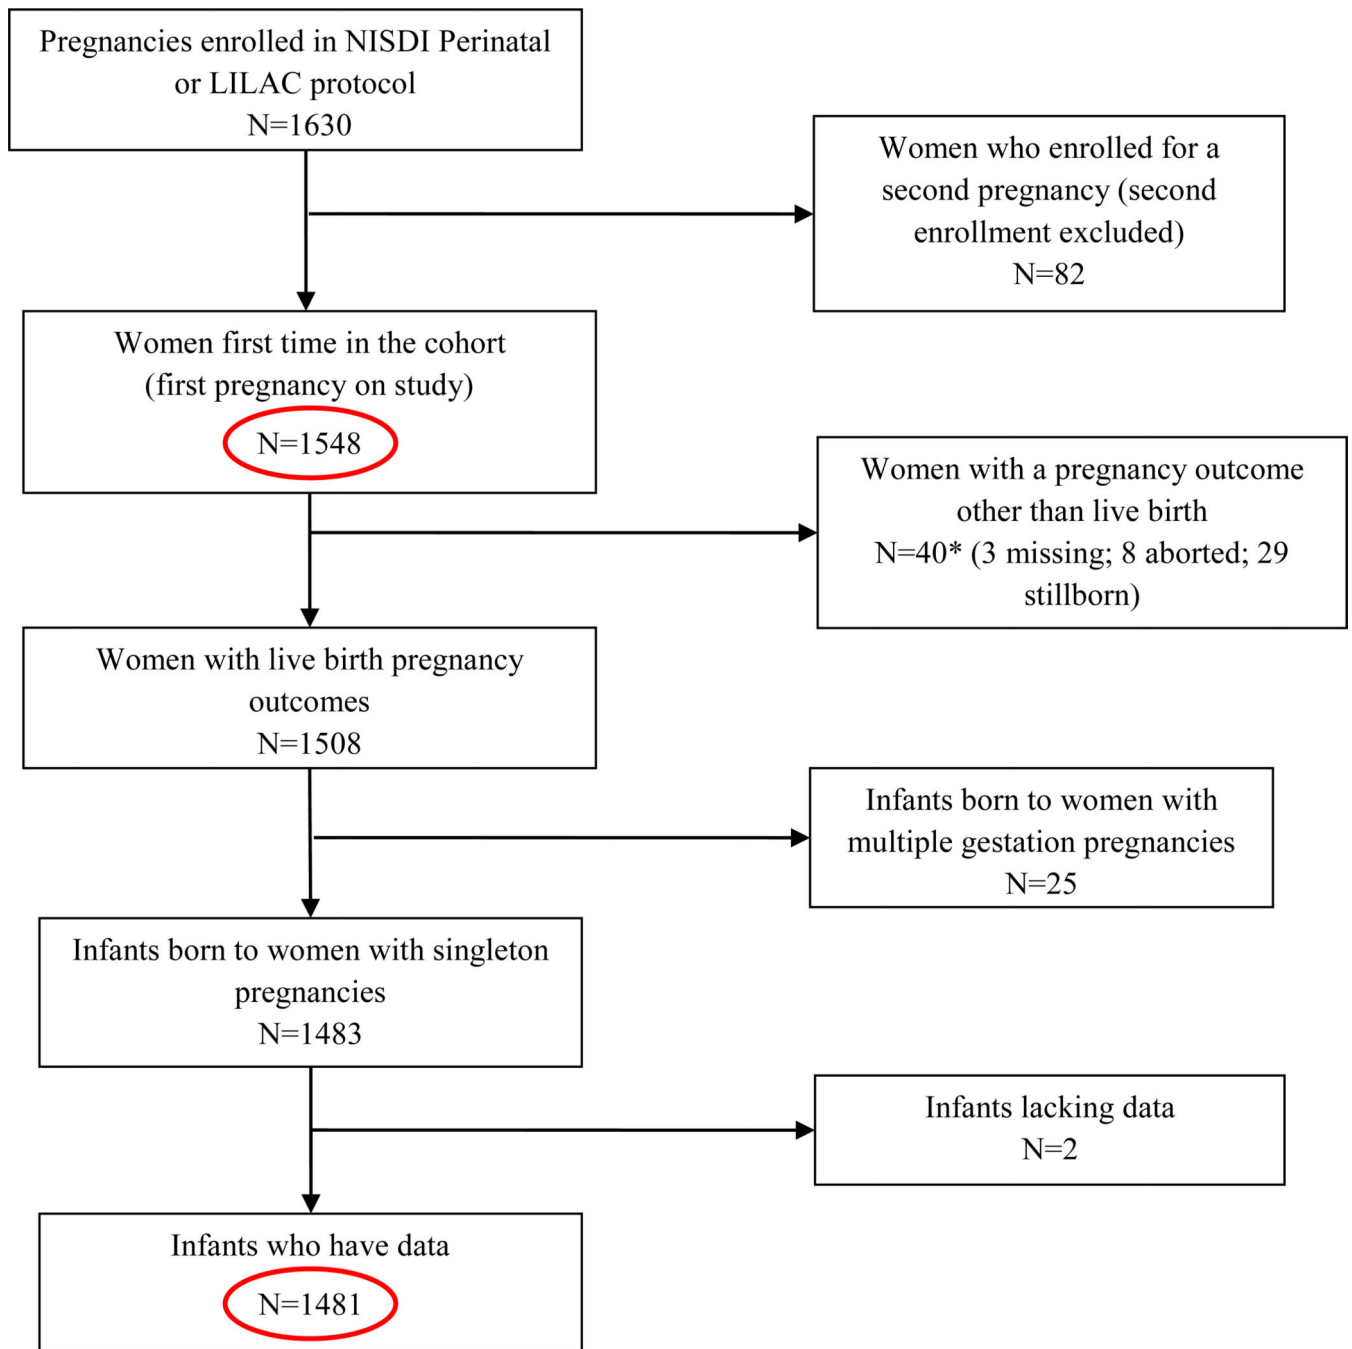 Pregnancies enrolled in NISDI Perinatal
or LILAC protocol
N=1630
Women who enrolled for a
second pregnancy (second
enrollment excluded)
N=82
Women first time in the cohort
(first pregnancy on study)
N=1548
Women with a pregnancy outcome
other than live birth
N=40* (3 missing; 8 aborted; 29
stillborn)
Women with live birth pregnancy
outcomes
N=1508
Infants born to women with
multiple gestation pregnancies
N=25
Infants born to women with singleton
pregnancies
N=1483
Infants lacking data
N=2
Infants who have data
N=1481